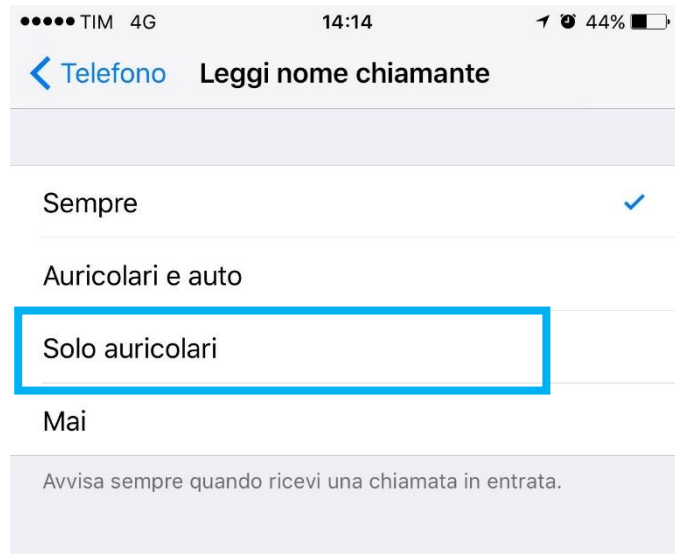 TIM 4G 14:14 44%
Telefono Leggi nome chiamante
Sempre
Auricolari e auto
Solo auricolari
Mai
Avvisa sempre quando ricevi una chiamata in entrata.